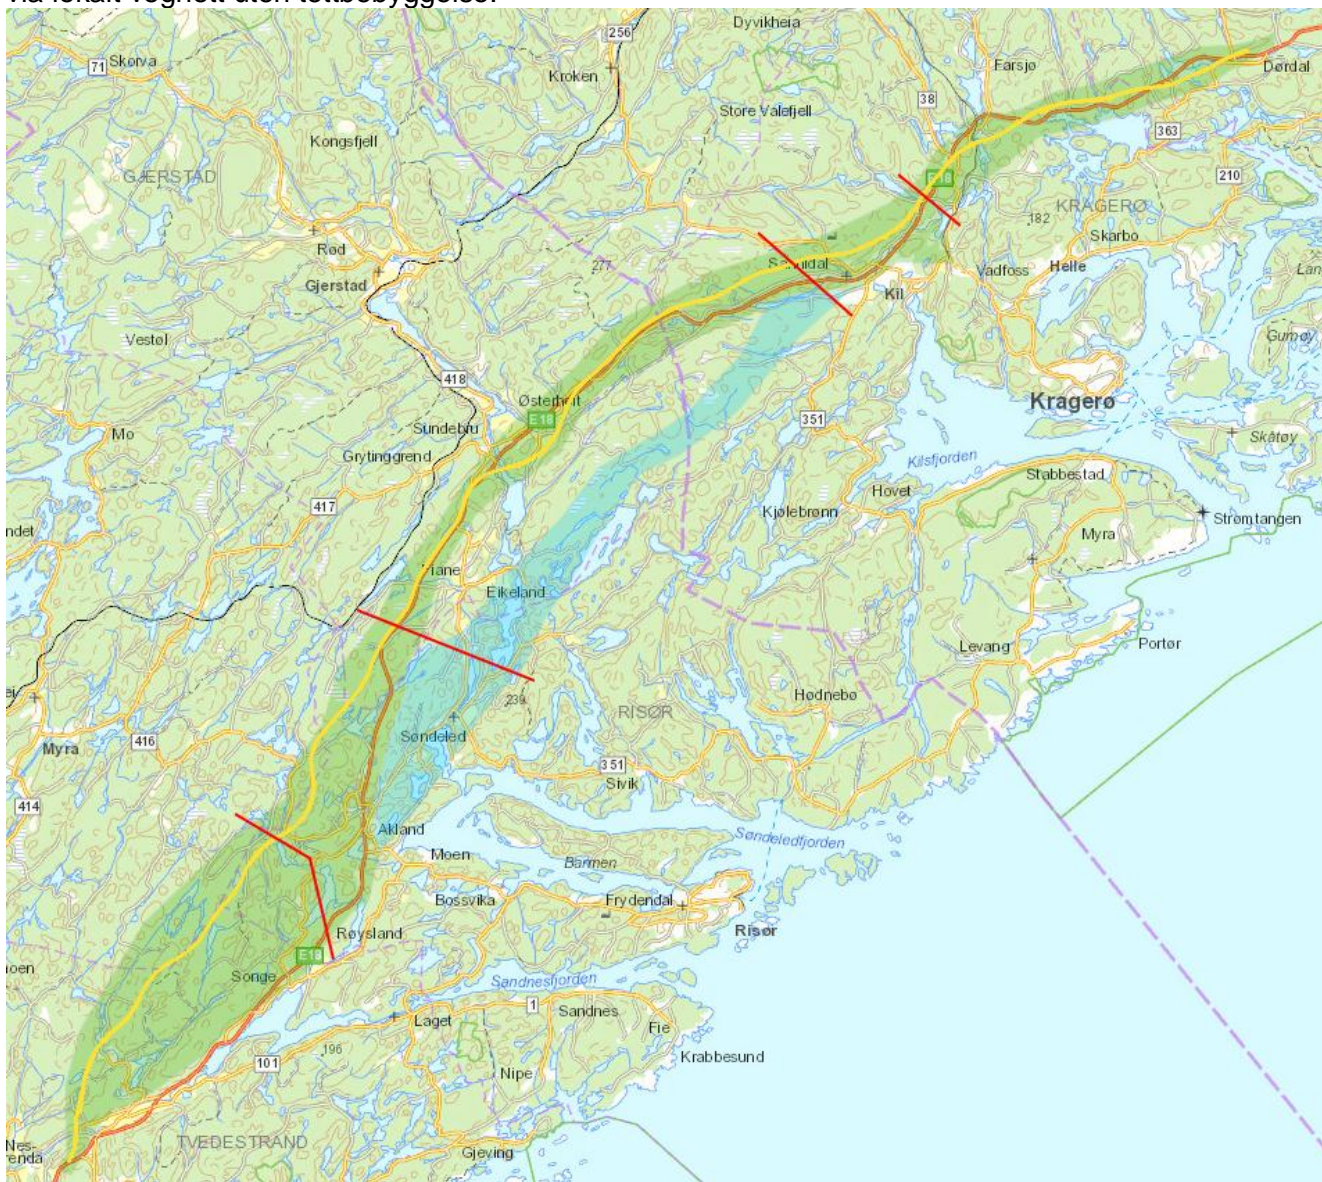 via lokalt vegnett uten tettbebyggelse.
Dyvikheia
256
Skorva
71
Kroken
Farsjø
Dørdal
38
Store Valefjell
363
Kongsfjell
GJERSTAD
E18
210
182
KRAGERØ
Skarbo
Rød
Sannidal
277
Vadfoss
Helle
Gjerstad
Kil
Vestøl
Gumøy
418
Østerholt
Kragerø
E18
351
Sundebru
Mo
Skåtøy
Grytinggrend
Kilsfjorden
Stabbestad
417
Hovet
Kjølebrønn
Strømtangen
Myra
Eikeland
Levang
Portør
239
Hødnebø
RISØR
Søndeled
416
Myra
351
Sivik
414
Akland
Søndeledfjorden
Moen
Barmen
Bossvika
Frydendal
Risør
Røysland
E18
Songe
Sandnesfjorden
1
Laget
Sandnes
Fie
196
101
Krabbesund
Nipe
TVEDESTRAND
Gjeving